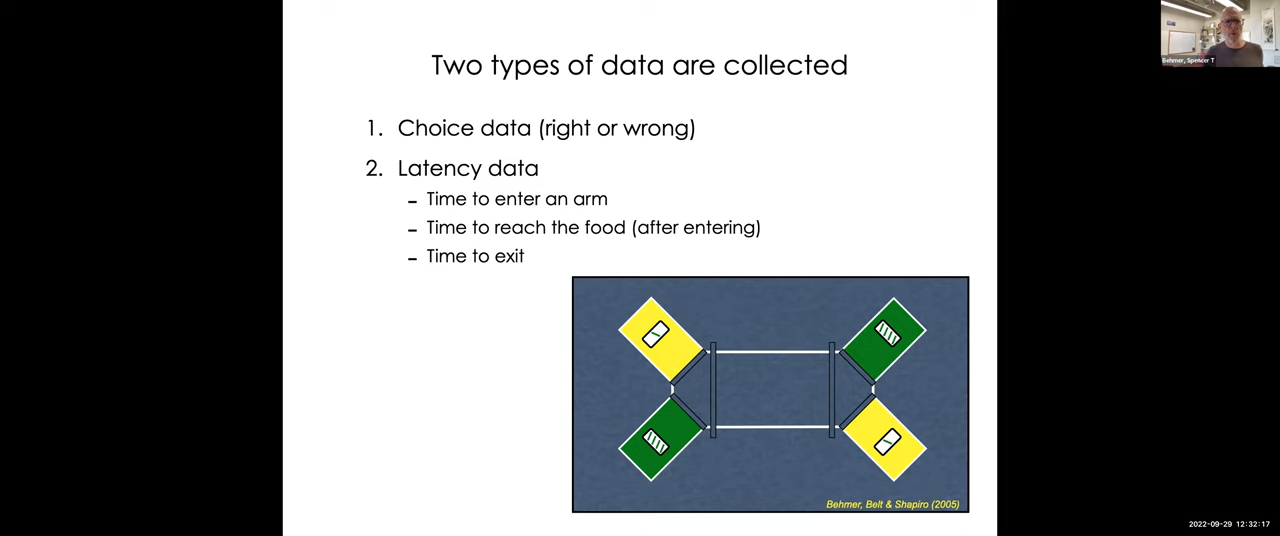 Two types of data are collected
1. Choice data (right or wrong)
2. Latency data
– Time to enter an arm
– Time to reach the food (after entering)
– Time to exit
Behmer, Belt & Shapiro (2005)
Behmer, Spencer T
2022-09-29 12:32:17